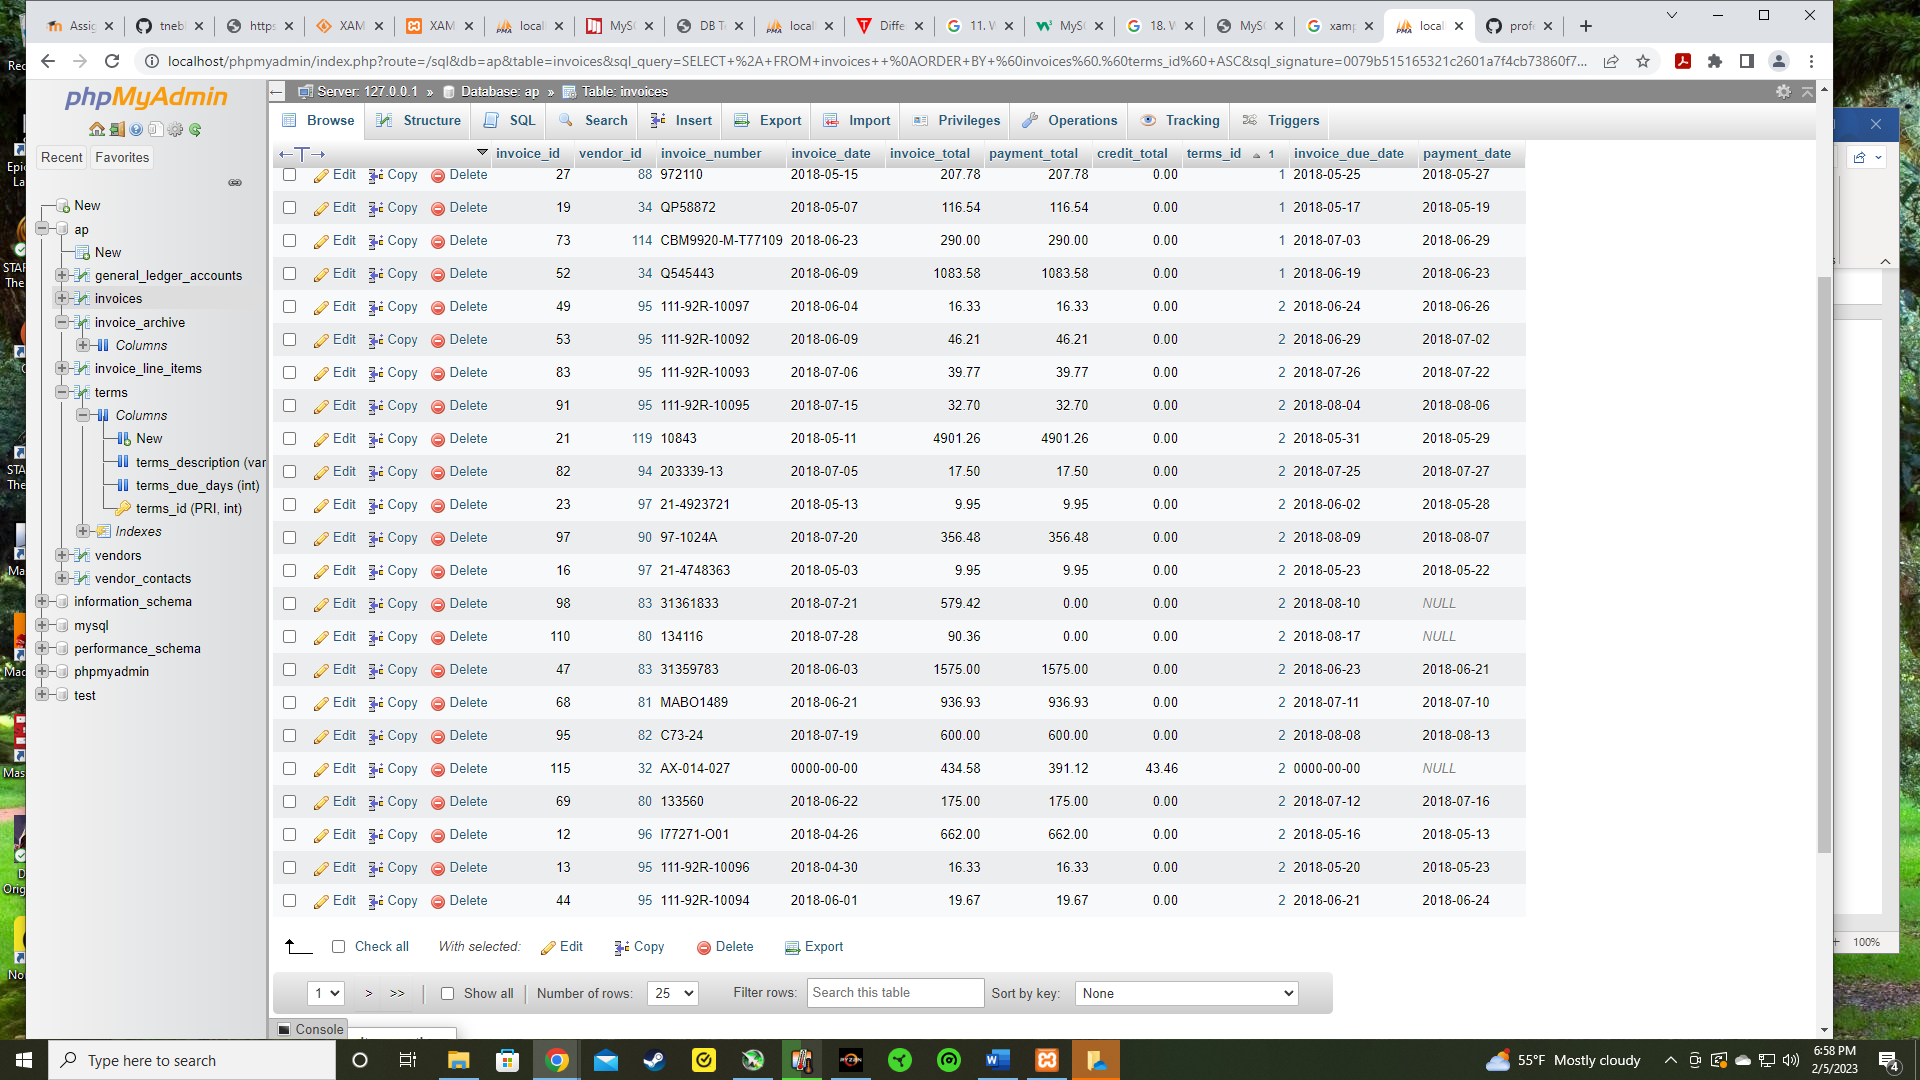 Assig
tneb
https
XAM
XAM
locall
MySC
DB To
locall
Differ
11. W
MySC
18. W
MySC
xamp
locall
profe
localhost/phpmyadmin/index.php?route=/sql&db=ap&table=invoices&sql_query=SELECT+%2A+FROM+invoices++%0AORDER+BY+%60invoices%60.%60terms_id%60+ASC&sql_signature=0079b515165321c2601a7f4cb73860f7...
phpMyAdmin
Recent Favorites
New
ap
New
general_ledger_accounts
invoices
invoice_archive
Columns
invoice_line_items
terms
Columns
New
terms_description (var
terms_due_days (int)
terms_id (PRI, int)
Indexes
vendors
vendor_contacts
information_schema
mysql
performance_schema
phpmyadmin
test
Server: 127.0.0.1 » Database: ap » Table: invoices
Browse Structure SQL Search Insert Export Import Privileges Operations Tracking Triggers
invoice_id vendor_id invoice_number invoice_date invoice_total payment_total credit_total terms_id 1 invoice_due_date payment_date
Edit Copy Delete 27 88 972110 2018-05-15 207.78 207.78 0.00 1 2018-05-25 2018-05-27
Edit Copy Delete 19 34 QP58872 2018-05-07 116.54 116.54 0.00 1 2018-05-17 2018-05-19
Edit Copy Delete 73 114 CBM9920-M-T77109 2018-06-23 290.00 290.00 0.00 1 2018-07-03 2018-06-29
Edit Copy Delete 52 34 Q545443 2018-06-09 1083.58 1083.58 0.00 1 2018-06-19 2018-06-23
Edit Copy Delete 49 95 111-92R-10097 2018-06-04 16.33 16.33 0.00 2 2018-06-24 2018-06-26
Edit Copy Delete 53 95 111-92R-10092 2018-06-09 46.21 46.21 0.00 2 2018-06-29 2018-07-02
Edit Copy Delete 83 95 111-92R-10093 2018-07-06 39.77 39.77 0.00 2 2018-07-26 2018-07-22
Edit Copy Delete 91 95 111-92R-10095 2018-07-15 32.70 32.70 0.00 2 2018-08-04 2018-08-06
Edit Copy Delete 21 119 10843 2018-05-11 4901.26 4901.26 0.00 2 2018-05-31 2018-05-29
Edit Copy Delete 82 94 203339-13 2018-07-05 17.50 17.50 0.00 2 2018-07-25 2018-07-27
Edit Copy Delete 23 97 21-4923721 2018-05-13 9.95 9.95 0.00 2 2018-06-02 2018-05-28
Edit Copy Delete 97 90 97-1024A 2018-07-20 356.48 356.48 0.00 2 2018-08-09 2018-08-07
Edit Copy Delete 16 97 21-4748363 2018-05-03 9.95 9.95 0.00 2 2018-05-23 2018-05-22
Edit Copy Delete 98 83 31361833 2018-07-21 579.42 0.00 0.00 2 2018-08-10 NULL
Edit Copy Delete 110 80 134116 2018-07-28 90.36 0.00 0.00 2 2018-08-17 NULL
Edit Copy Delete 47 83 31359783 2018-06-03 1575.00 1575.00 0.00 2 2018-06-23 2018-06-21
Edit Copy Delete 68 81 MABO1489 2018-06-21 936.93 936.93 0.00 2 2018-07-11 2018-07-10
Edit Copy Delete 95 82 C73-24 2018-07-19 600.00 600.00 0.00 2 2018-08-08 2018-08-13
Edit Copy Delete 115 32 AX-014-027 0000-00-00 434.58 391.12 43.46 2 0000-00-00 NULL
Edit Copy Delete 69 80 133560 2018-06-22 175.00 175.00 0.00 2 2018-07-12 2018-07-16
Edit Copy Delete 12 96 I77271-O01 2018-04-26 662.00 662.00 0.00 2 2018-05-16 2018-05-13
Edit Copy Delete 13 95 111-92R-10096 2018-04-30 16.33 16.33 0.00 2 2018-05-20 2018-05-23
Edit Copy Delete 44 95 111-92R-10094 2018-06-01 19.67 19.67 0.00 2 2018-06-21 2018-06-24
Check all With selected: Edit Copy Delete Export
1 > >> Show all Number of rows: 25 Filter rows: Search this table Sort by key: None
Console
100%
Type here to search
55°F Mostly cloudy
6:58 PM
2/5/2023
4